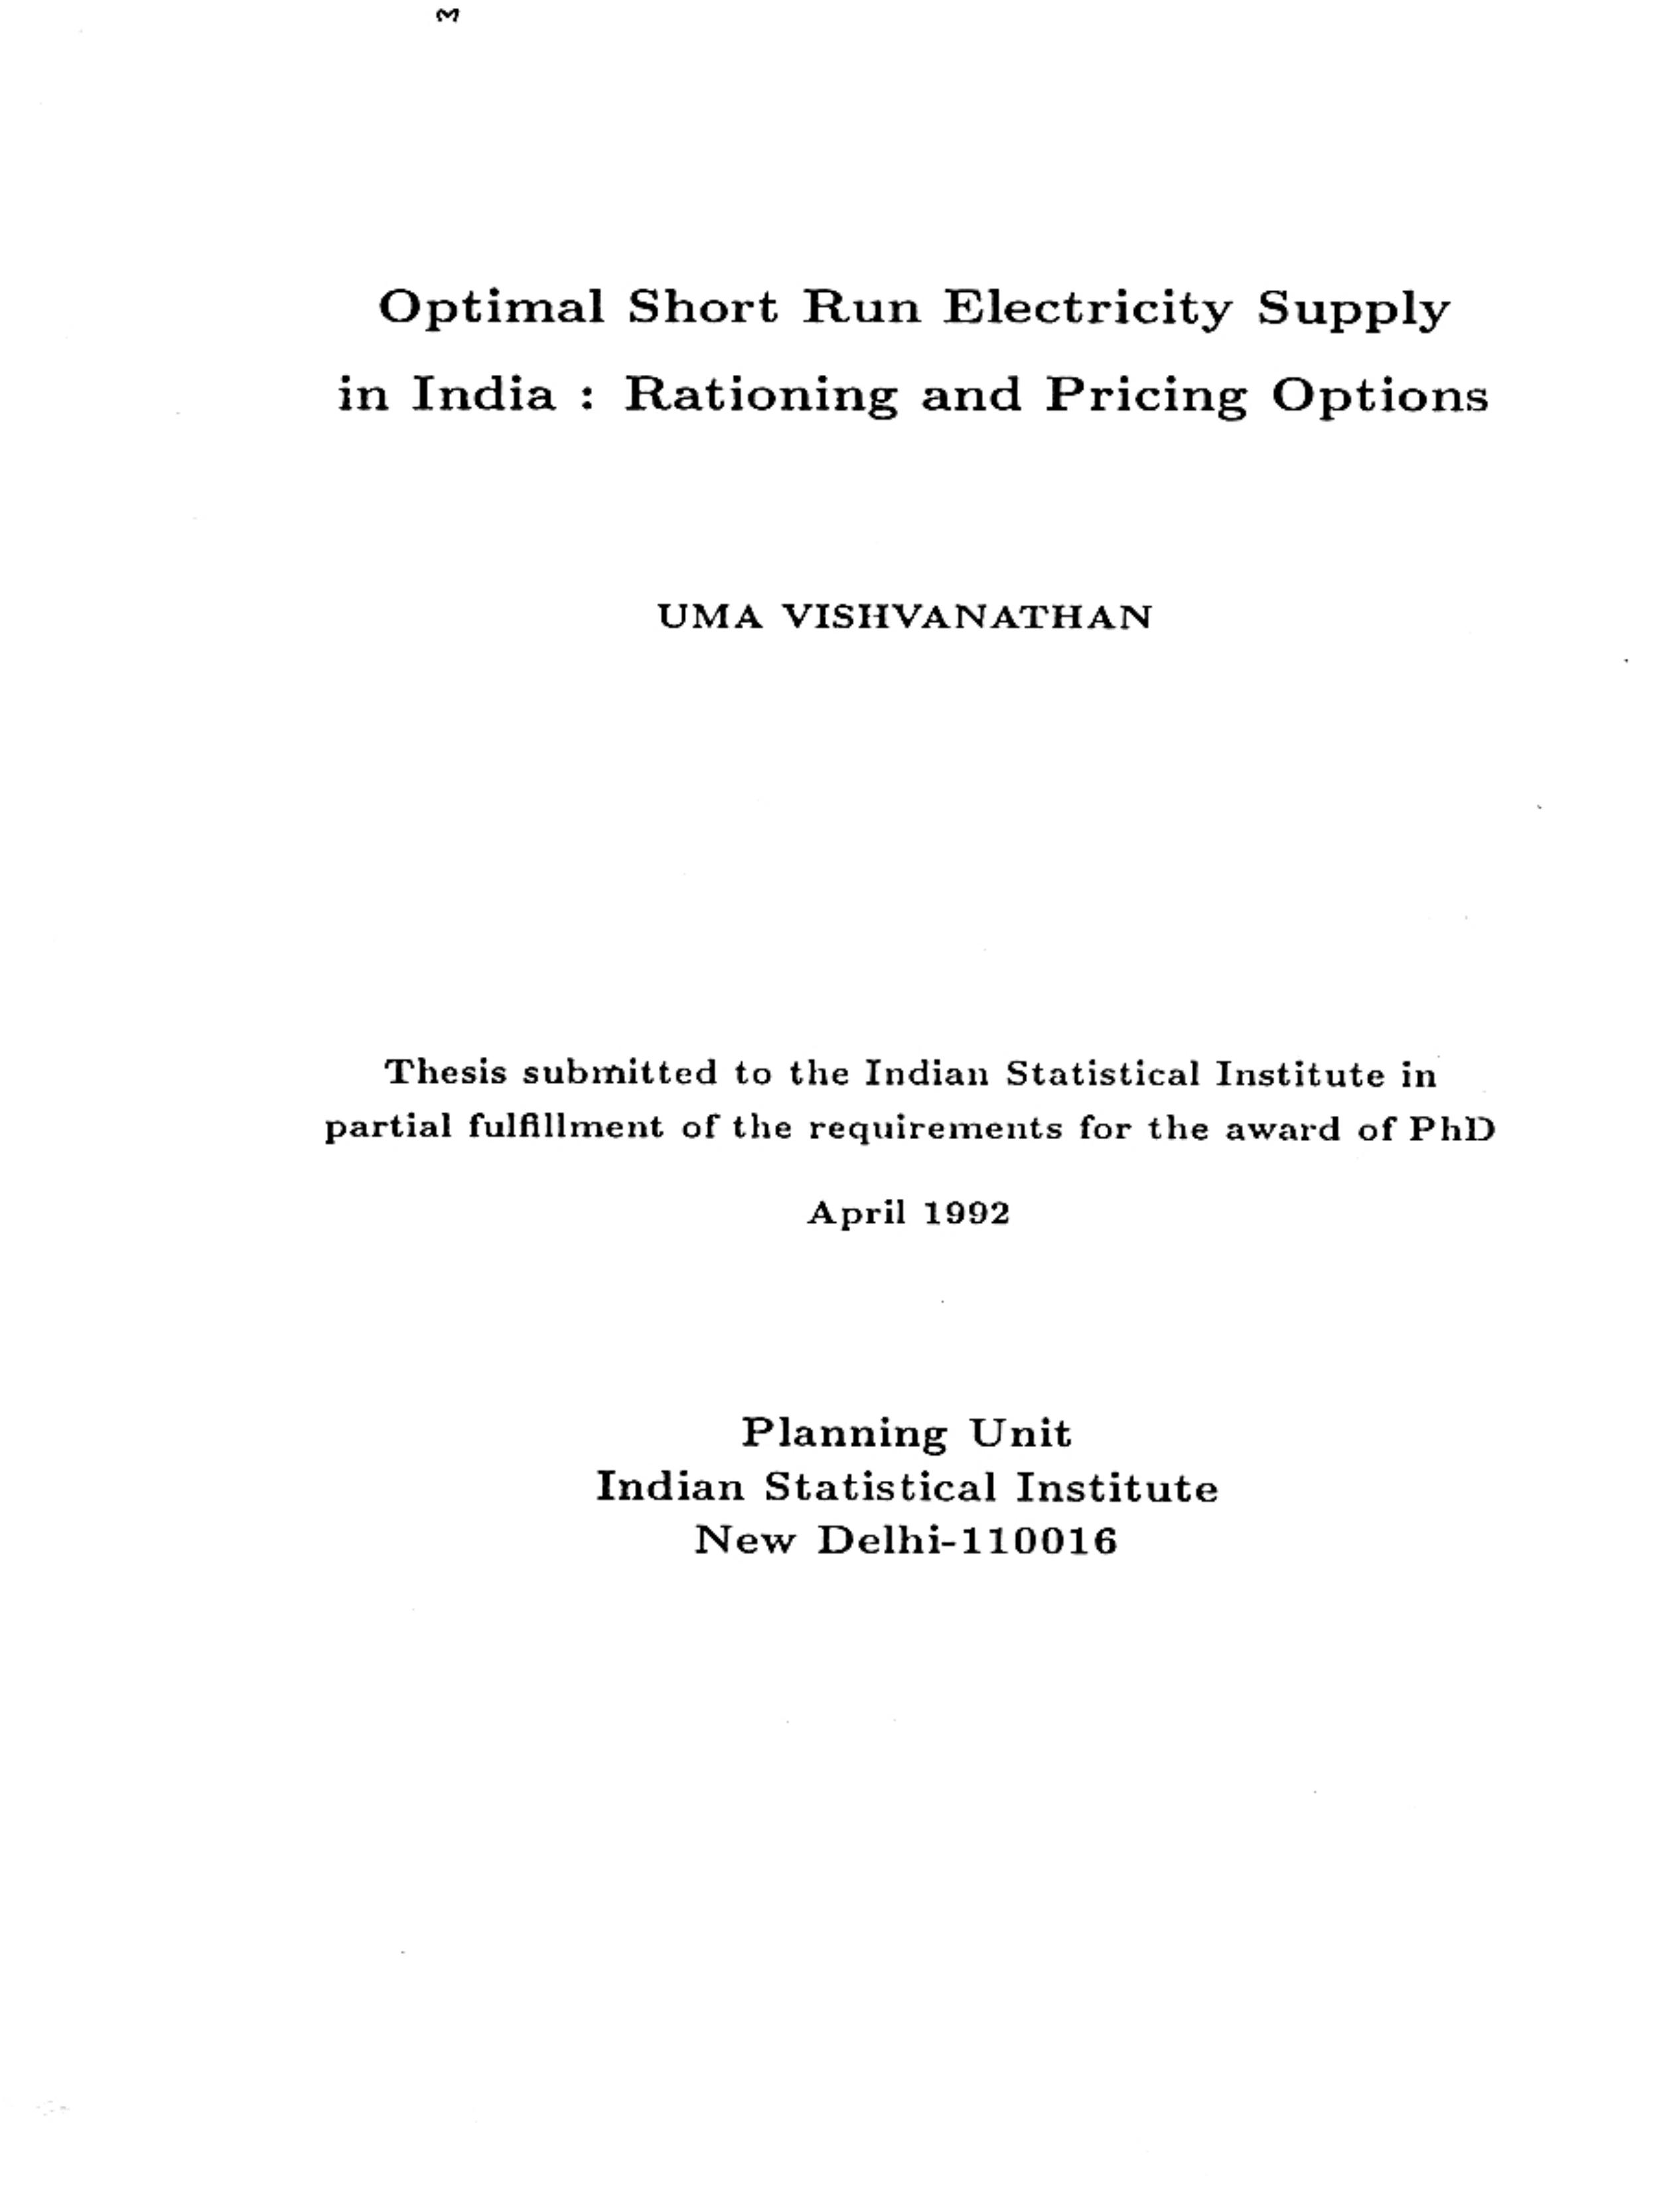 Optimal Short Run Electricity Supply
in India : Rationing and Pricing Options
UMA VISHVANATHAN
Thesis submitted to the Indian Statistical Institute in
partial fulfillment of the requirements for the award of PhD
April 1992
Planning Unit
Indian Statistical Institute
New Delhi-110016